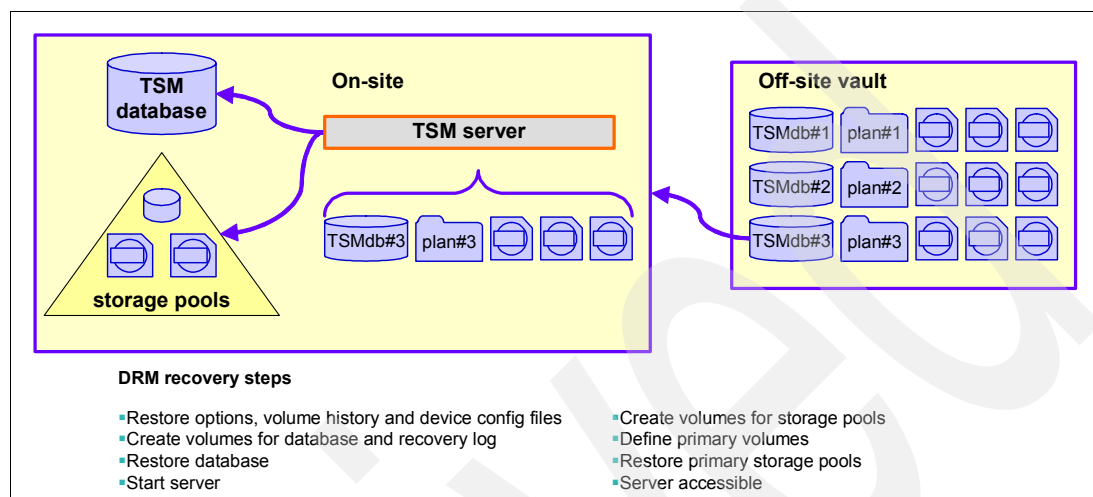 TSM
database
On-site
TSM server
storage pools
TSMdb#3 plan#3
Off-site vault
TSMdb#1 plan#1
TSMdb#2 plan#2
TSMdb#3 plan#3
DRM recovery steps
▪Restore options, volume history and device config files
▪Create volumes for database and recovery log
▪Restore database
▪Start server
▪Create volumes for storage pools
▪Define primary volumes
▪Restore primary storage pools
▪Server accessible